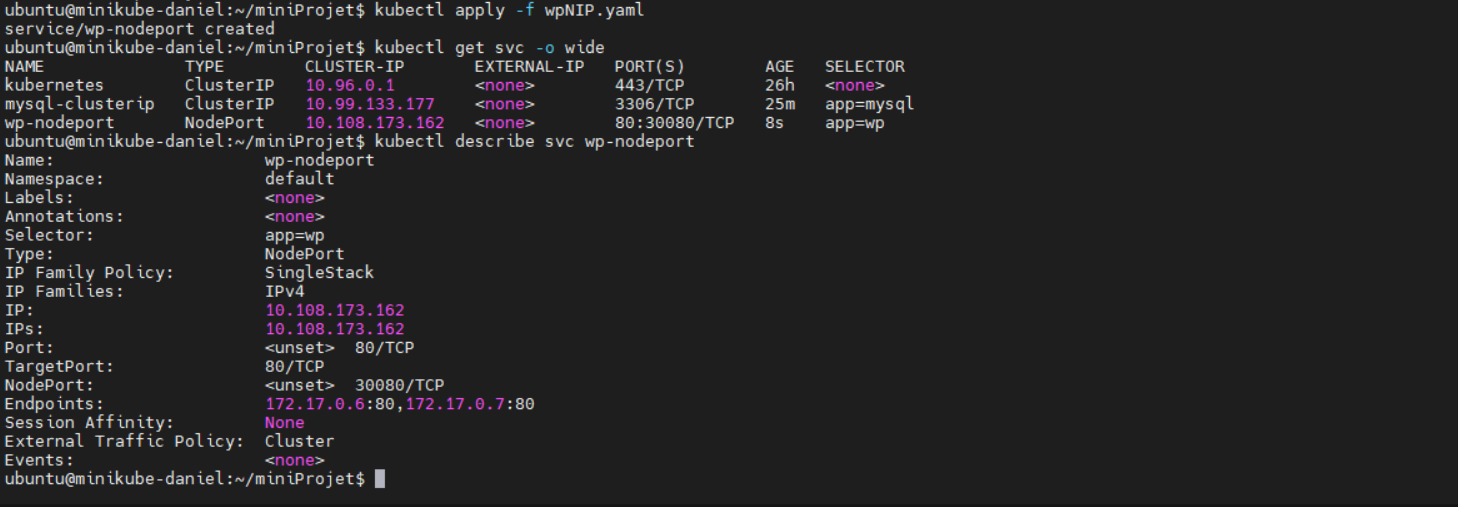 ubuntu@minikube-daniel:~/miniProjet$ kubectl apply -f wpNIP.yaml
service/wp-nodeport created
ubuntu@minikube-daniel:~/miniProjet$ kubectl get svc -o wide
NAME              TYPE        CLUSTER-IP       EXTERNAL-IP   PORT(S)        AGE   SELECTOR
kubernetes        ClusterIP   10.96.0.1        <none>        443/TCP        26h   <none>
mysql-clusterip   ClusterIP   10.99.133.177    <none>        3306/TCP       25m   app=mysql
wp-nodeport       NodePort    10.108.173.162   <none>        80:30080/TCP   8s    app=wp
ubuntu@minikube-daniel:~/miniProjet$ kubectl describe svc wp-nodeport
Name:                     wp-nodeport
Namespace:                default
Labels:                   <none>
Annotations:              <none>
Selector:                 app=wp
Type:                     NodePort
IP Family Policy:         SingleStack
IP Families:              IPv4
IP:                       10.108.173.162
IPs:                      10.108.173.162
Port:                     <unset>  80/TCP
TargetPort:               80/TCP
NodePort:                 <unset>  30080/TCP
Endpoints:                172.17.0.6:80,172.17.0.7:80
Session Affinity:         None
External Traffic Policy:  Cluster
Events:                   <none>
ubuntu@minikube-daniel:~/miniProjet$